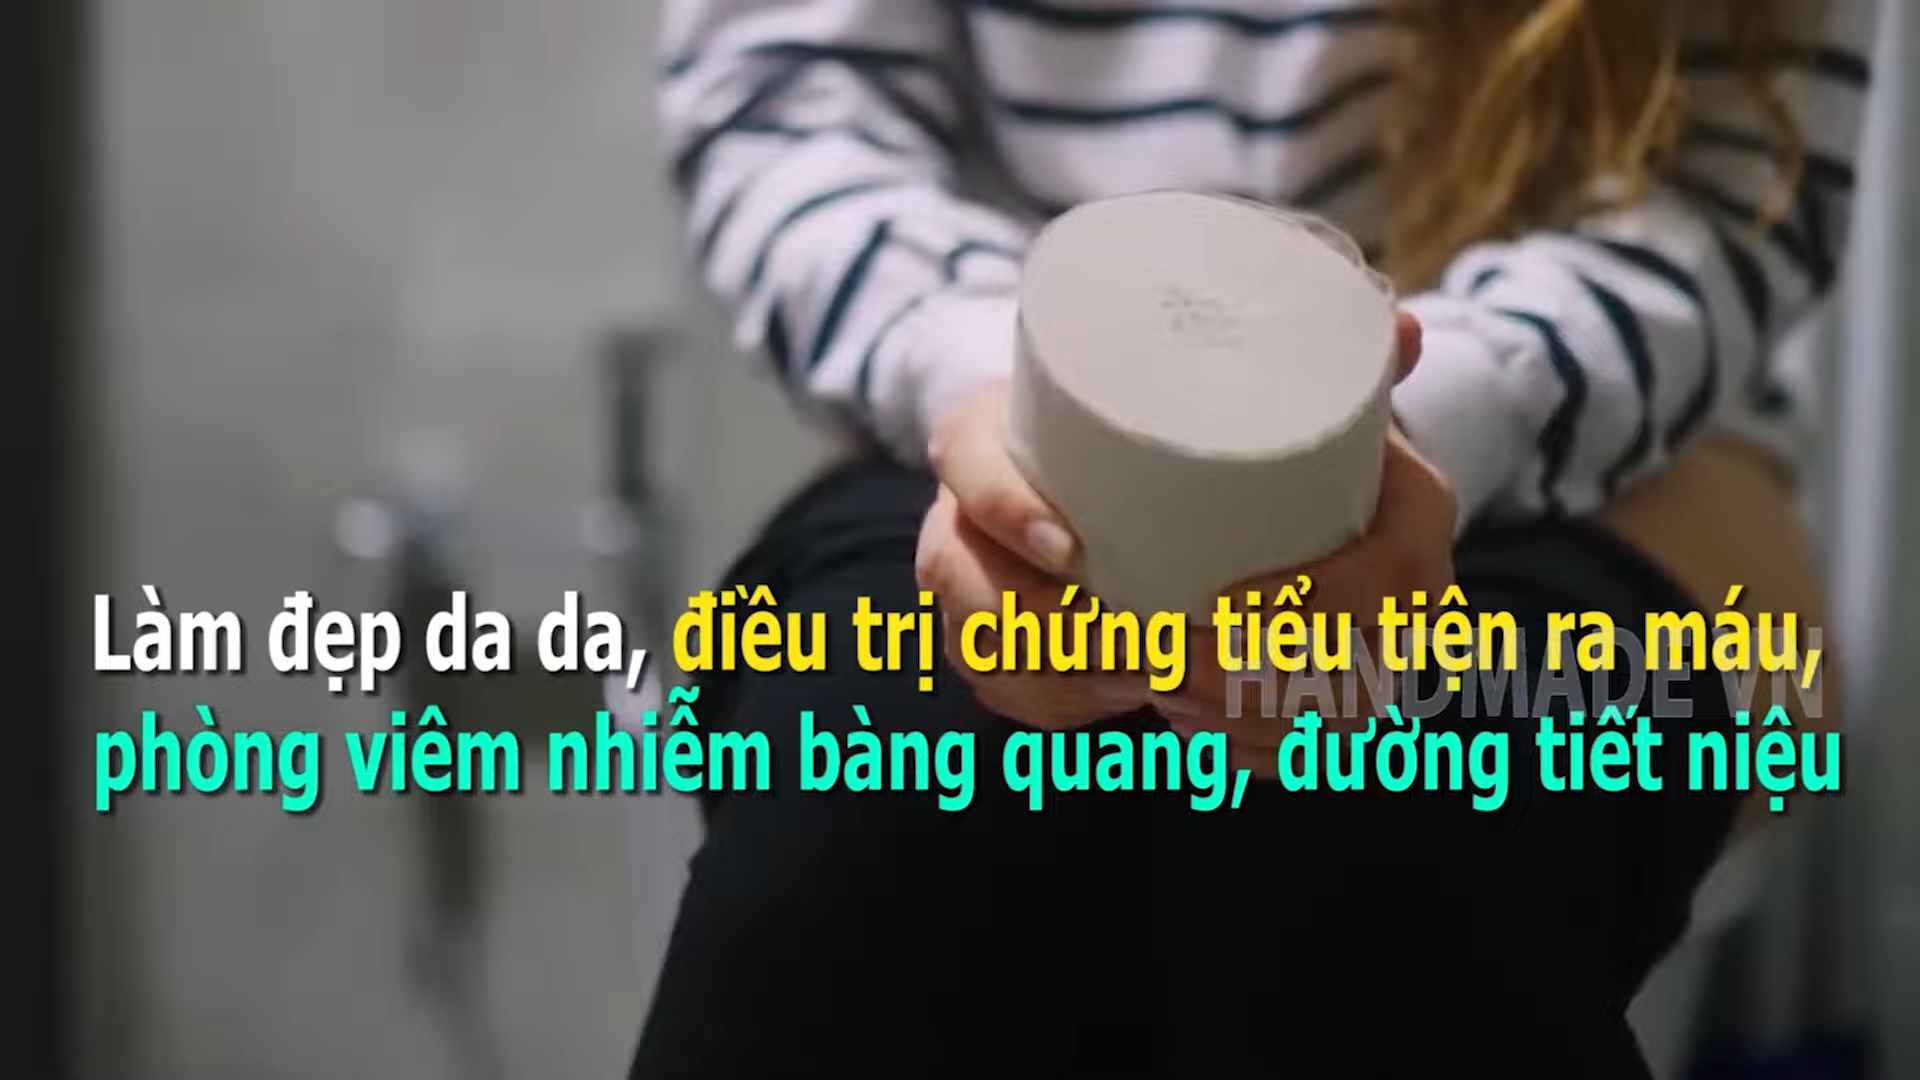 Làm đẹp da da, điều trị chứng tiểu tiện ra máu,
HANDMADE VN
phòng viêm nhiễm bàng quang, đường tiết niệu